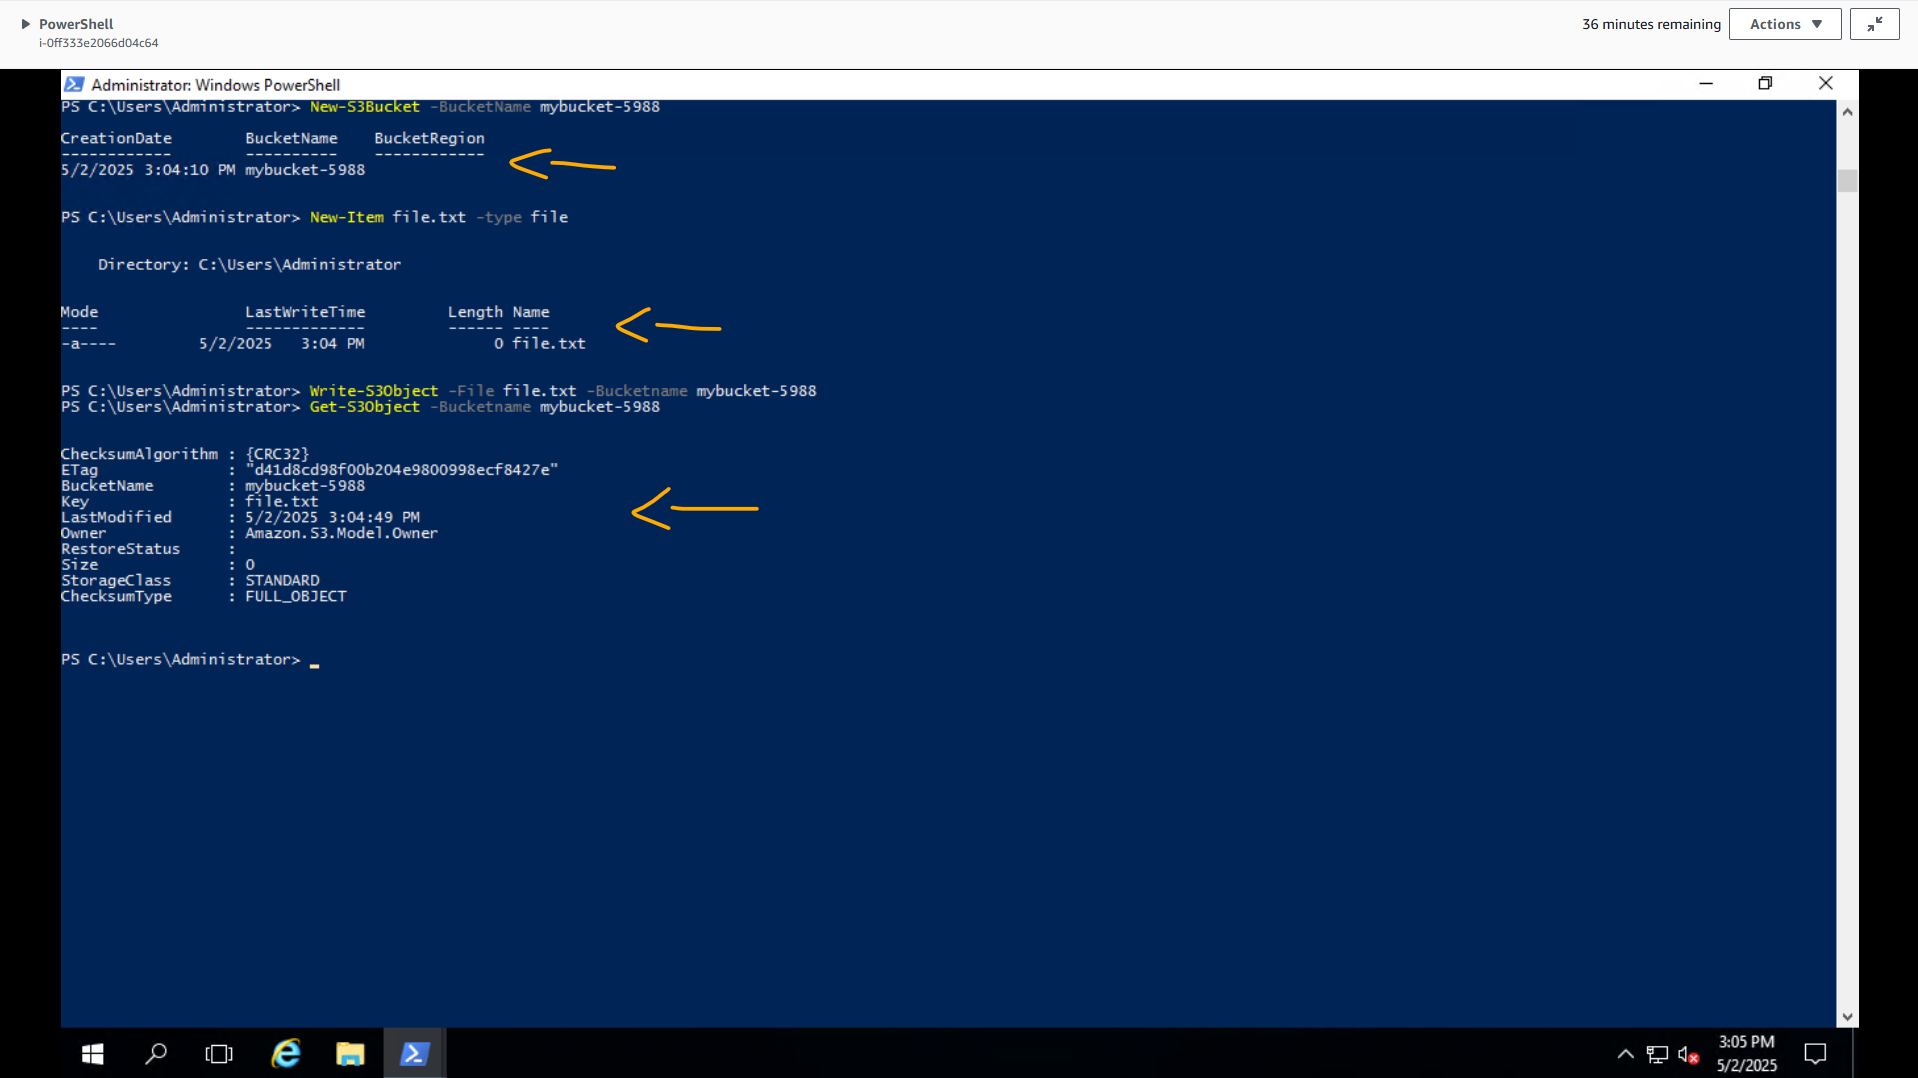 PowerShell
i-0ff333e2066d04c64
36 minutes remaining
Actions
Administrator: Windows PowerShell
PS C:\Users\Administrator> New-S3Bucket -BucketName mybucket-5988
CreationDate BucketName BucketRegion
------------ ---------- ------------
5/2/2025 3:04:10 PM mybucket-5988
PS C:\Users\Administrator> New-Item file.txt -type file
Directory: C:\Users\Administrator
Mode LastWriteTime Length Name
---- ------------- ------ ----
-a---- 5/2/2025 3:04 PM 0 file.txt
PS C:\Users\Administrator> Write-S3Object -File file.txt -Bucketname mybucket-5988
PS C:\Users\Administrator> Get-S3Object -Bucketname mybucket-5988
ChecksumAlgorithm : {CRC32}
ETag : "d41d8cd98f00b204e9800998ecf8427e"
BucketName : mybucket-5988
Key : file.txt
LastModified : 5/2/2025 3:04:49 PM
Owner : Amazon.S3.Model.Owner
RestoreStatus :
Size : 0
StorageClass : STANDARD
ChecksumType : FULL_OBJECT
PS C:\Users\Administrator> _
3:05 PM
5/2/2025